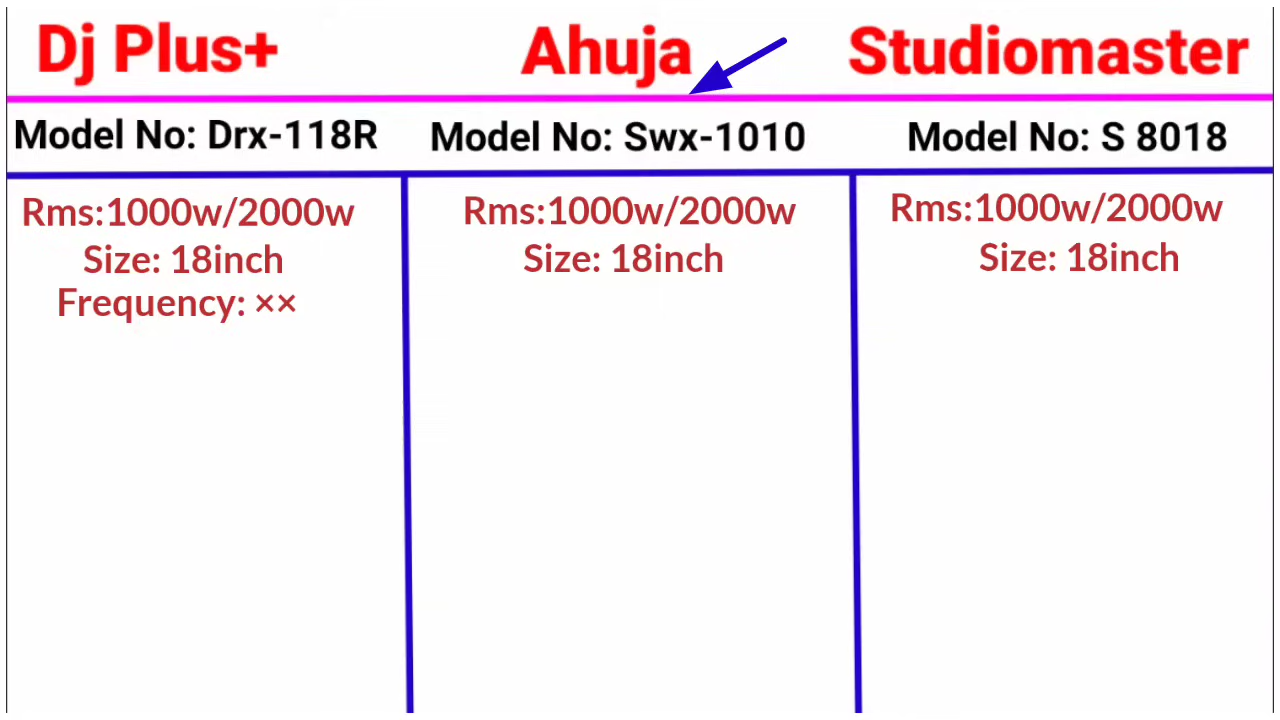 Dj Plus+ Ahuja Studiomaster
Model No: Drx-118R Model No: Swx-1010 Model No: S 8018
Rms:1000w/2000w Rms:1000w/2000w Rms:1000w/2000w
Size: 18inch Size: 18inch Size: 18inch
Frequency: ××